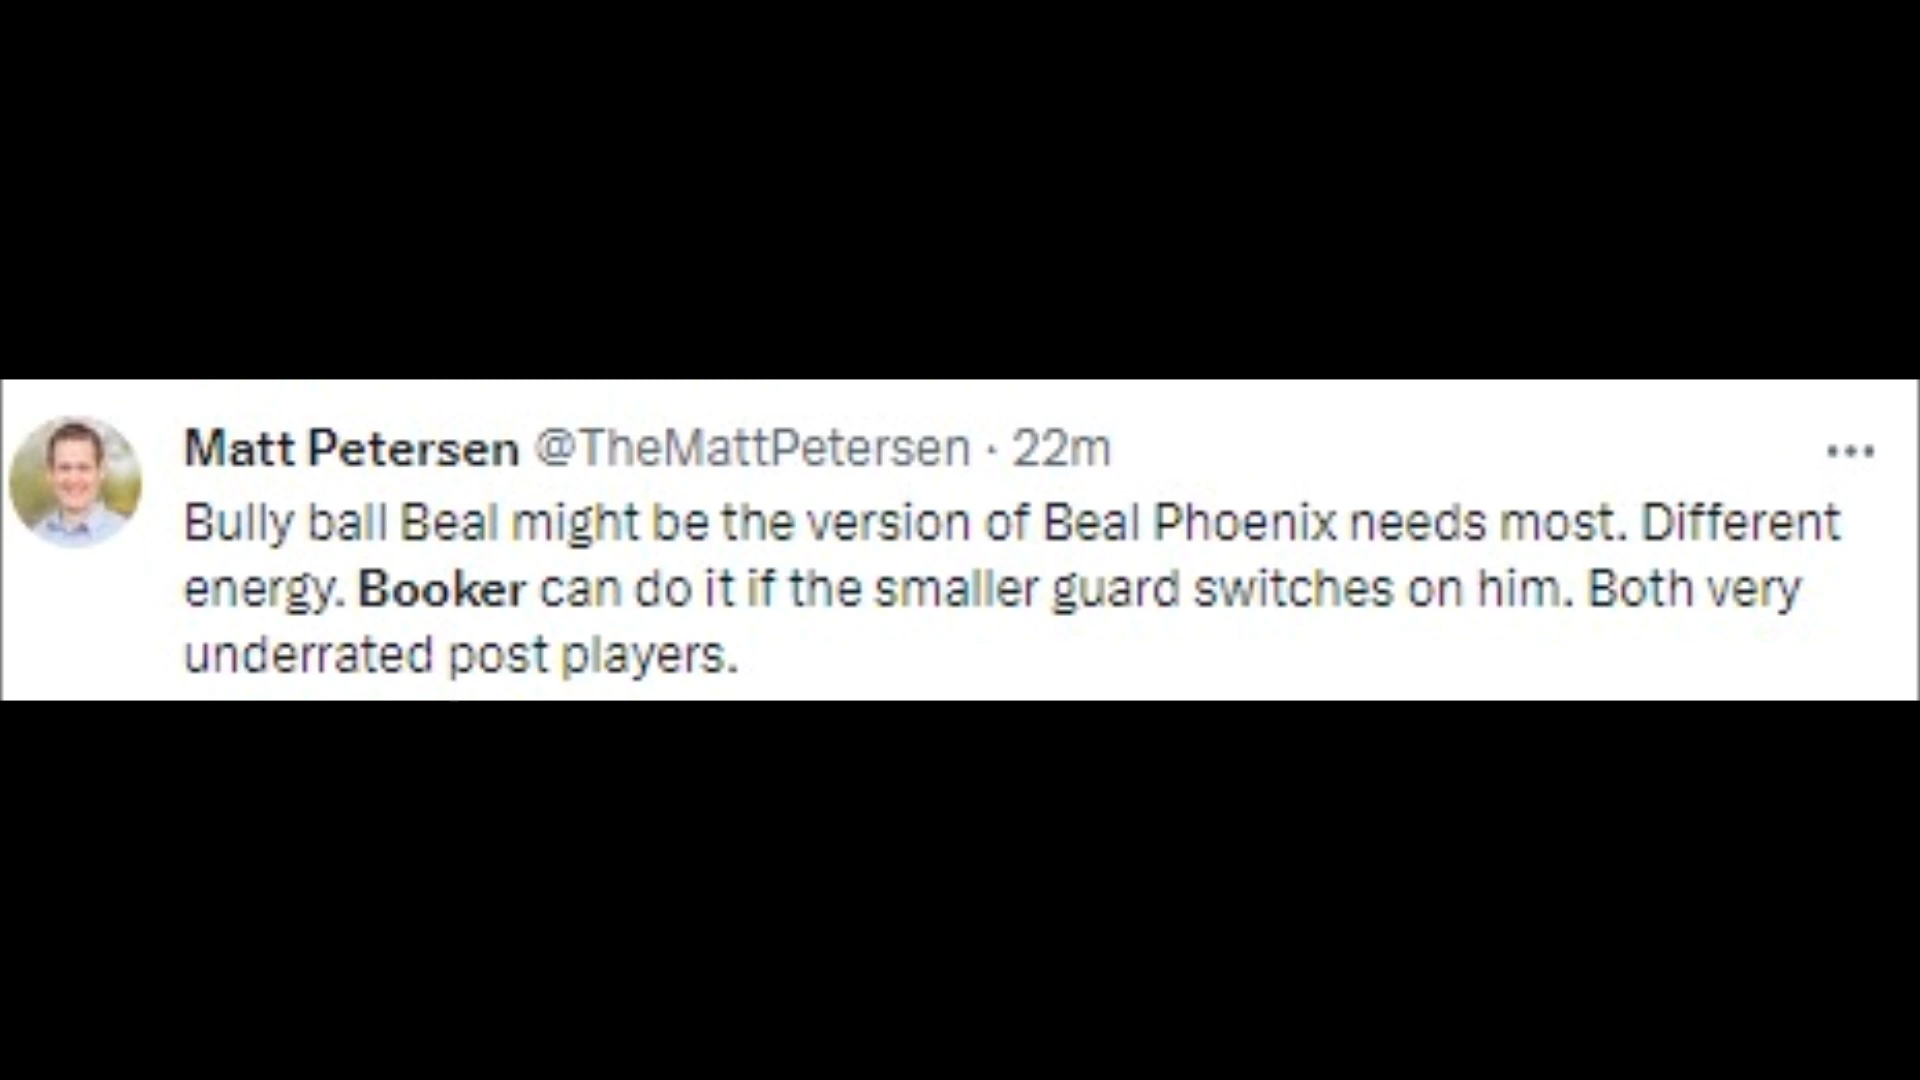 Matt Petersen @TheMattPetersen · 22m
Bully ball Beal might be the version of Beal Phoenix needs most. Different
energy. Booker can do it if the smaller guard switches on him. Both very
underrated post players.